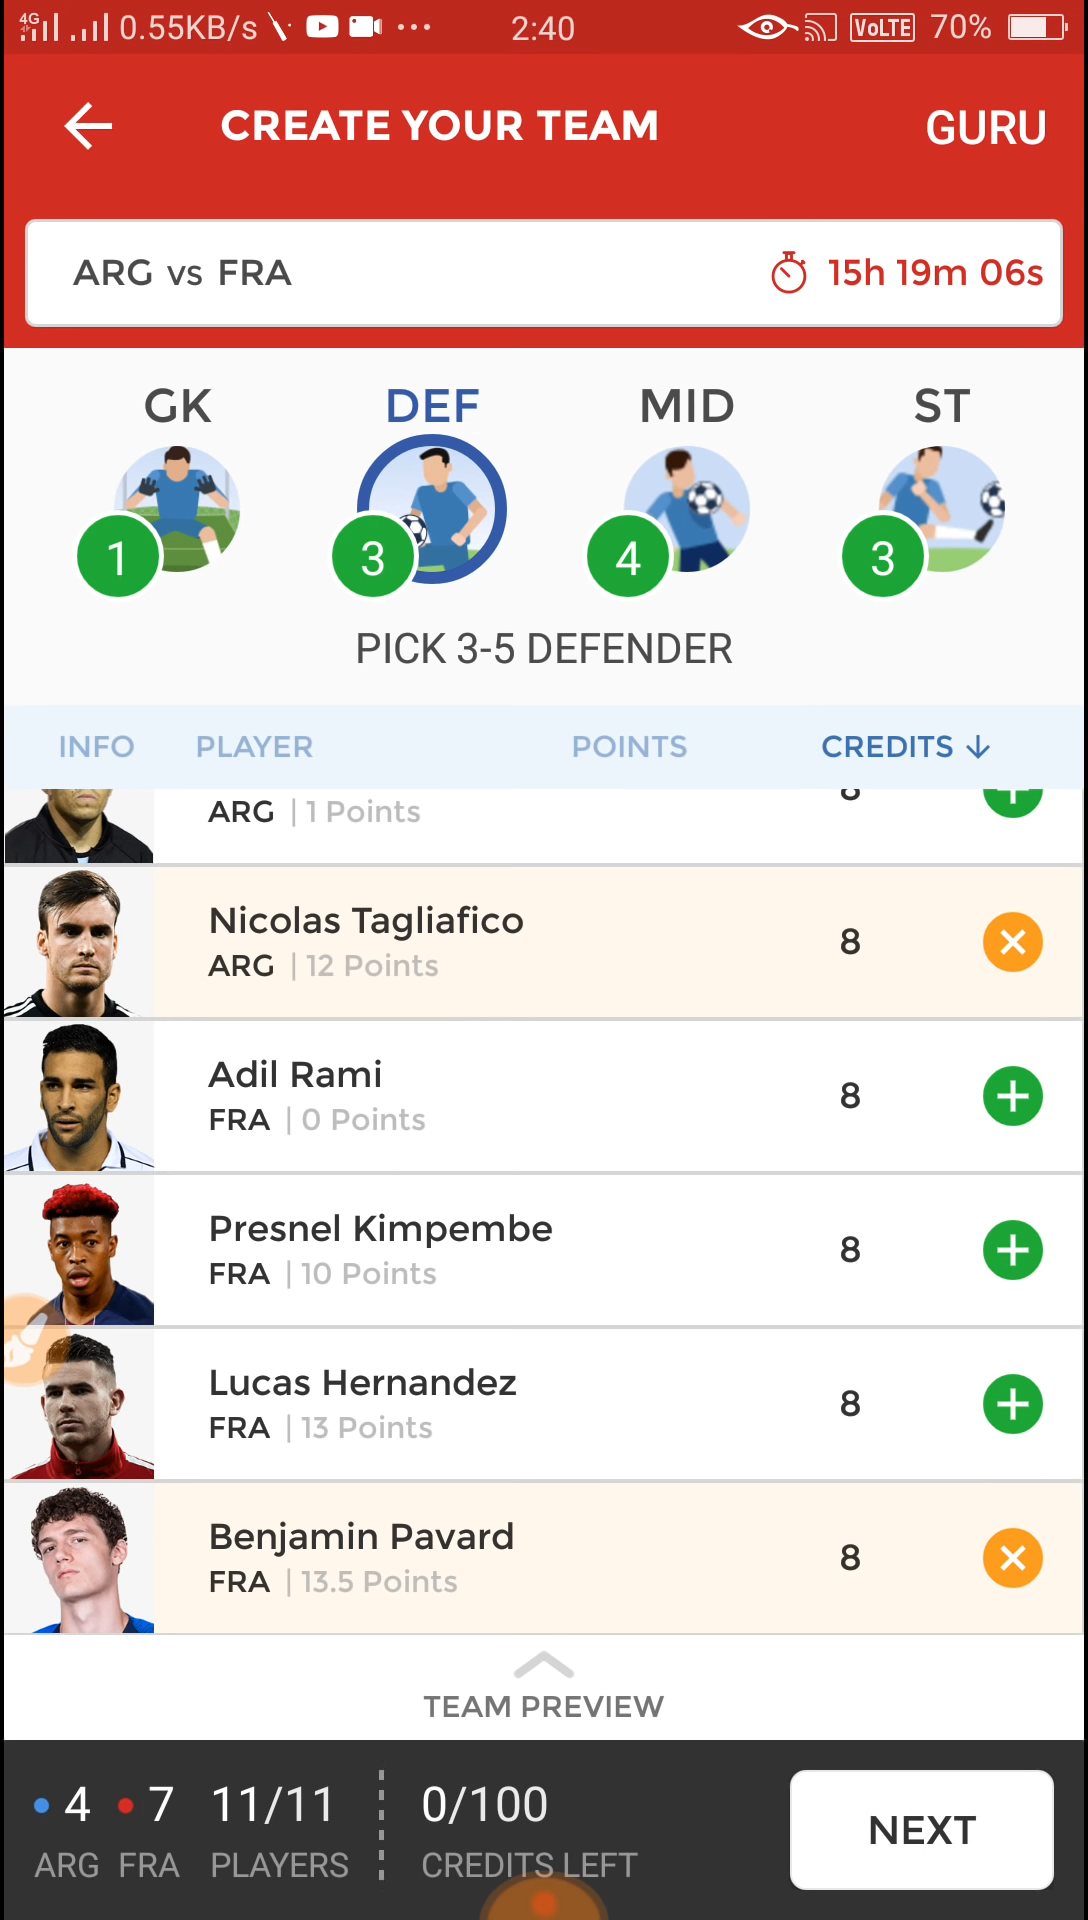 4G 0.55KB/s 2:40 VoLTE 70%
CREATE YOUR TEAM GURU
ARG vs FRA 15h 19m 06s
GK DEF MID ST
1 3 4 3
PICK 3-5 DEFENDER
INFO PLAYER POINTS CREDITS ↓
ARG | 1 Points 8
Nicolas Tagliafico
ARG | 12 Points 8
Adil Rami
FRA | 0 Points 8
Presnel Kimpembe
FRA | 10 Points 8
Lucas Hernandez
FRA | 13 Points 8
Benjamin Pavard
FRA | 13.5 Points 8
TEAM PREVIEW
4 7 11/11 0/100
ARG FRA PLAYERS CREDITS LEFT
NEXT